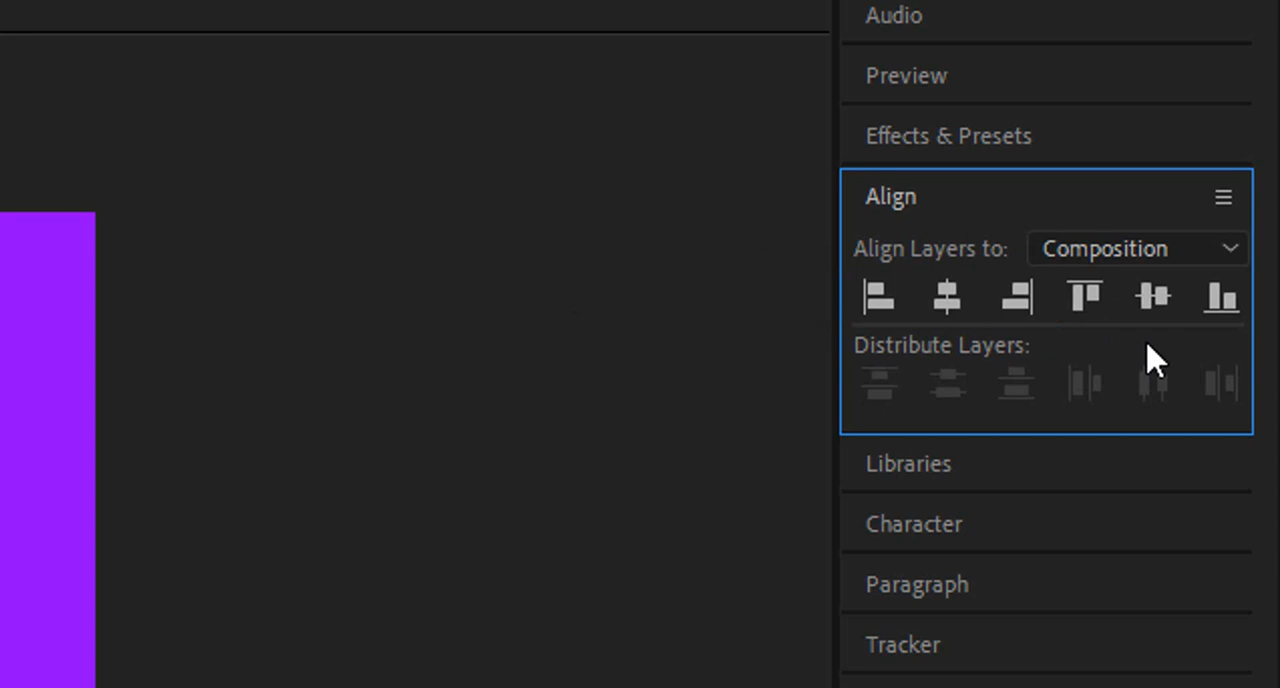 Audio
Preview
Effects & Presets
Align
Align Layers to: Composition
Distribute Layers:
Libraries
Character
Paragraph
Tracker